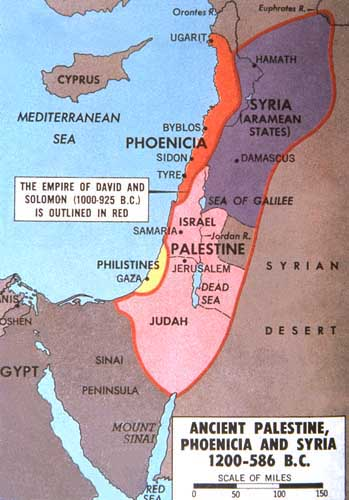 Orontes R.
Euphrates R.
UGARIT
HAMATH
CYPRUS
SYRIA
(ARAMEAN
STATES)
MEDITERRANEAN
SEA
BYBLOS
PHOENICIA
SIDON
DAMASCUS
TYRE
THE EMPIRE OF DAVID AND
SOLOMON (1000-925 B.C.)
IS OUTLINED IN RED
SEA OF GALILEE
ISRAEL
SAMARIA
Jordan R.
PALESTINE
PHILISTINES
JERUSALEM
GAZA
SYRIAN
DEAD
SEA
ANIS
OSHEN
JUDAH
DESERT
SINAI
GYPT
PENINSULA
MOUNT
SINAI
RED
SEA
ANCIENT PALESTINE,
PHOENICIA AND SYRIA
1200-586 B.C.
SCALE OF MILES
0 50 100 150